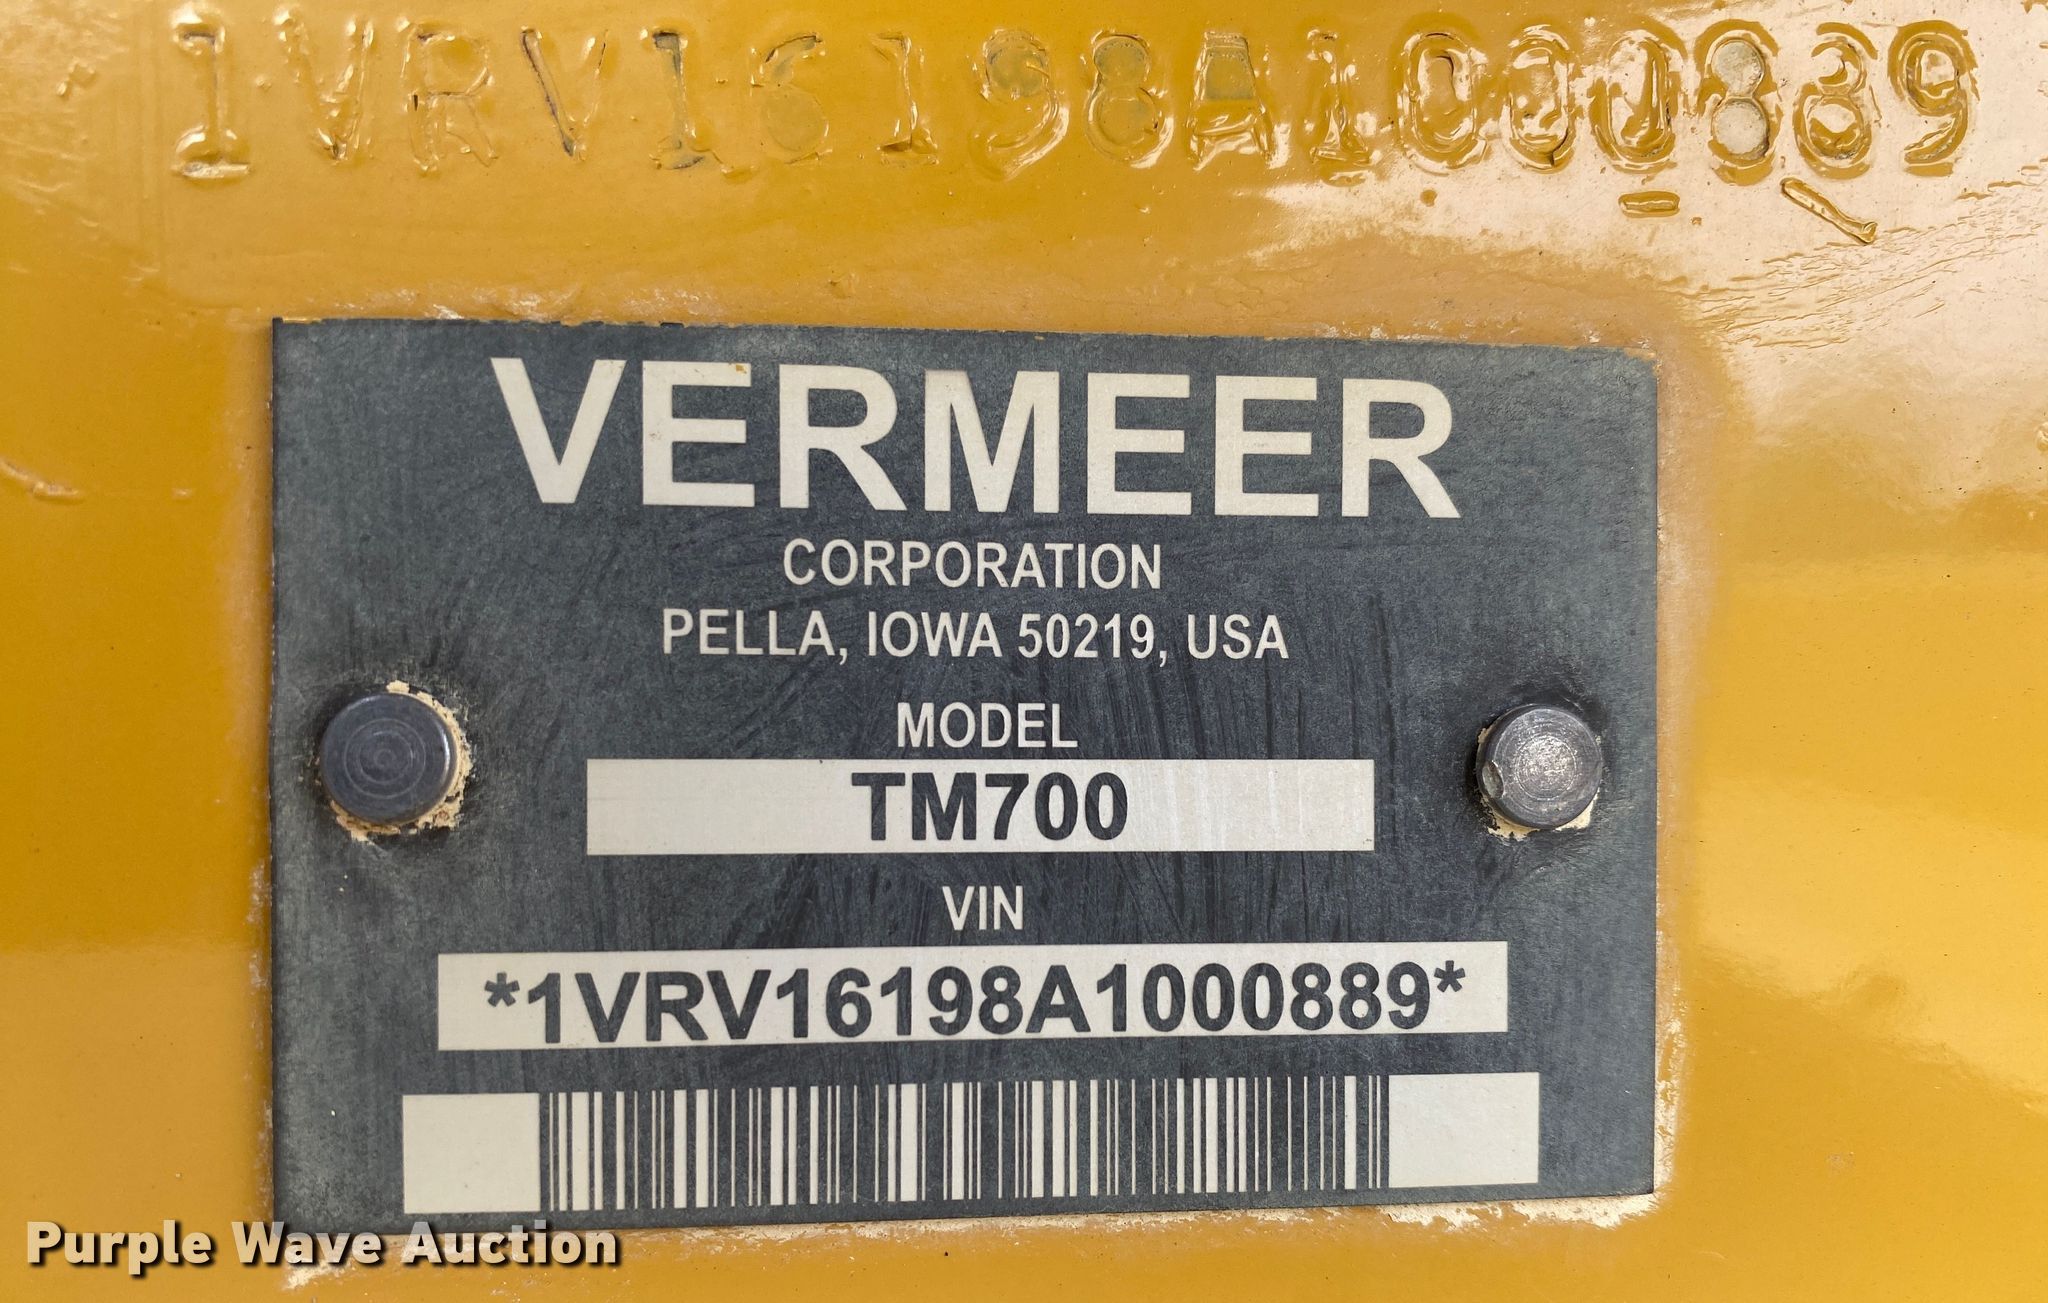 1VRV16198A1000889
VERMEER
CORPORATION
PELLA, IOWA 50219, USA
MODEL
TM700
VIN
*1VRV16198A1000889*
Purple Wave Auction